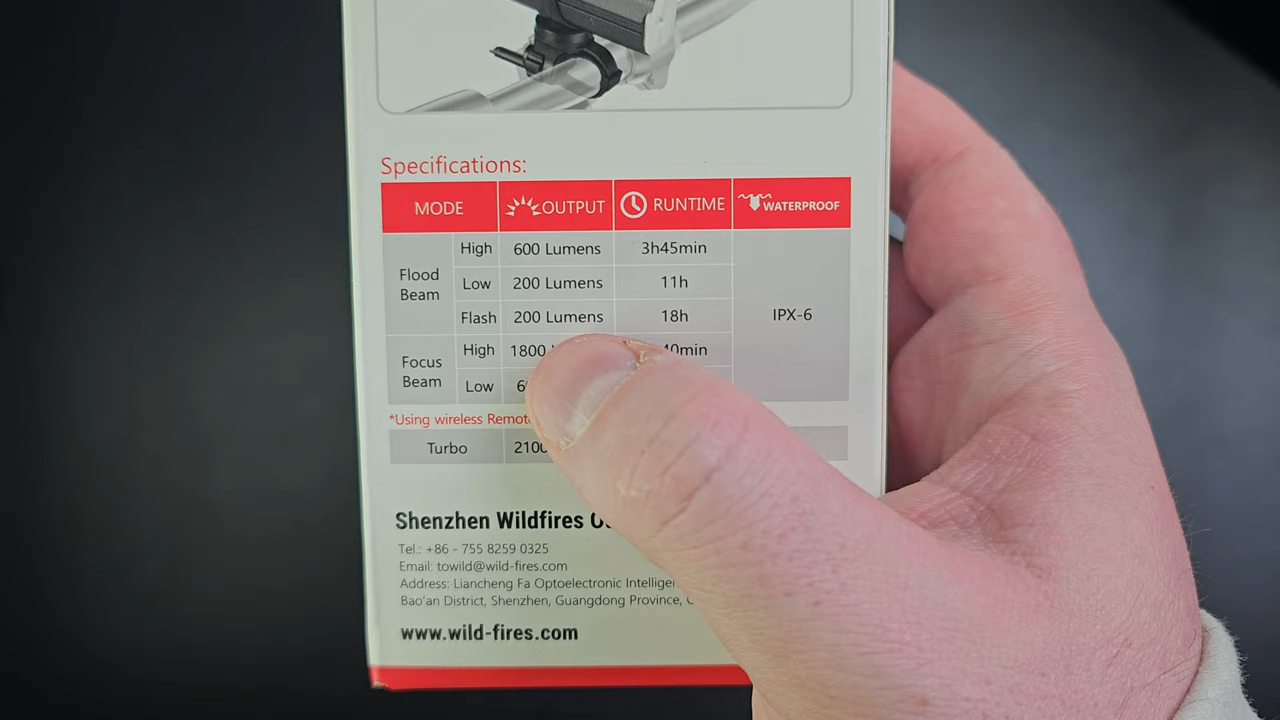 Specifications:
MODE OUTPUT RUNTIME WATERPROOF
Flood Beam High 600 Lumens 3h45min IPX-6
Low 200 Lumens 11h
Flash 200 Lumens 18h
Focus Beam High 1800 40min
Low
*Using wireless
Turbo 2100
Shenzhen Wildfires
Tel.: +86 - 755 8259 0325
Email: towild@wild-fires.com
Address: Liancheng Fa Optoelectronic
Bao'an District, Shenzhen, Guangdong Province,
www.wild-fires.com